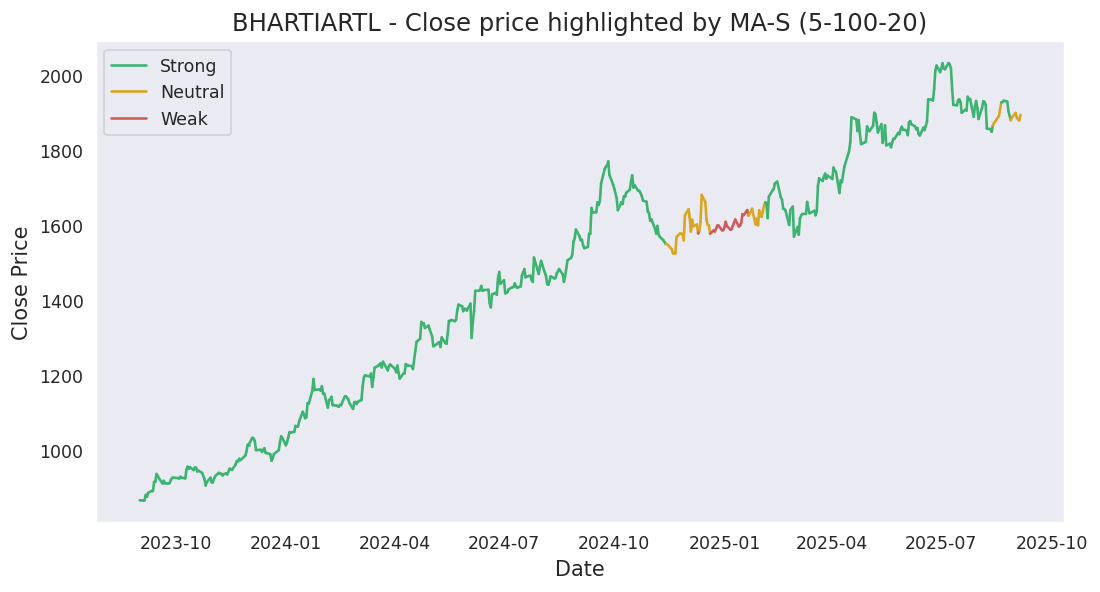 BHARTIARTL - Close price highlighted by MA-S (5-100-20)
Strong
Neutral
Weak
Close Price
2000
1800
1600
1400
1200
1000
2023-10 2024-01 2024-04 2024-07 2024-10 2025-01 2025-04 2025-07 2025-10
Date